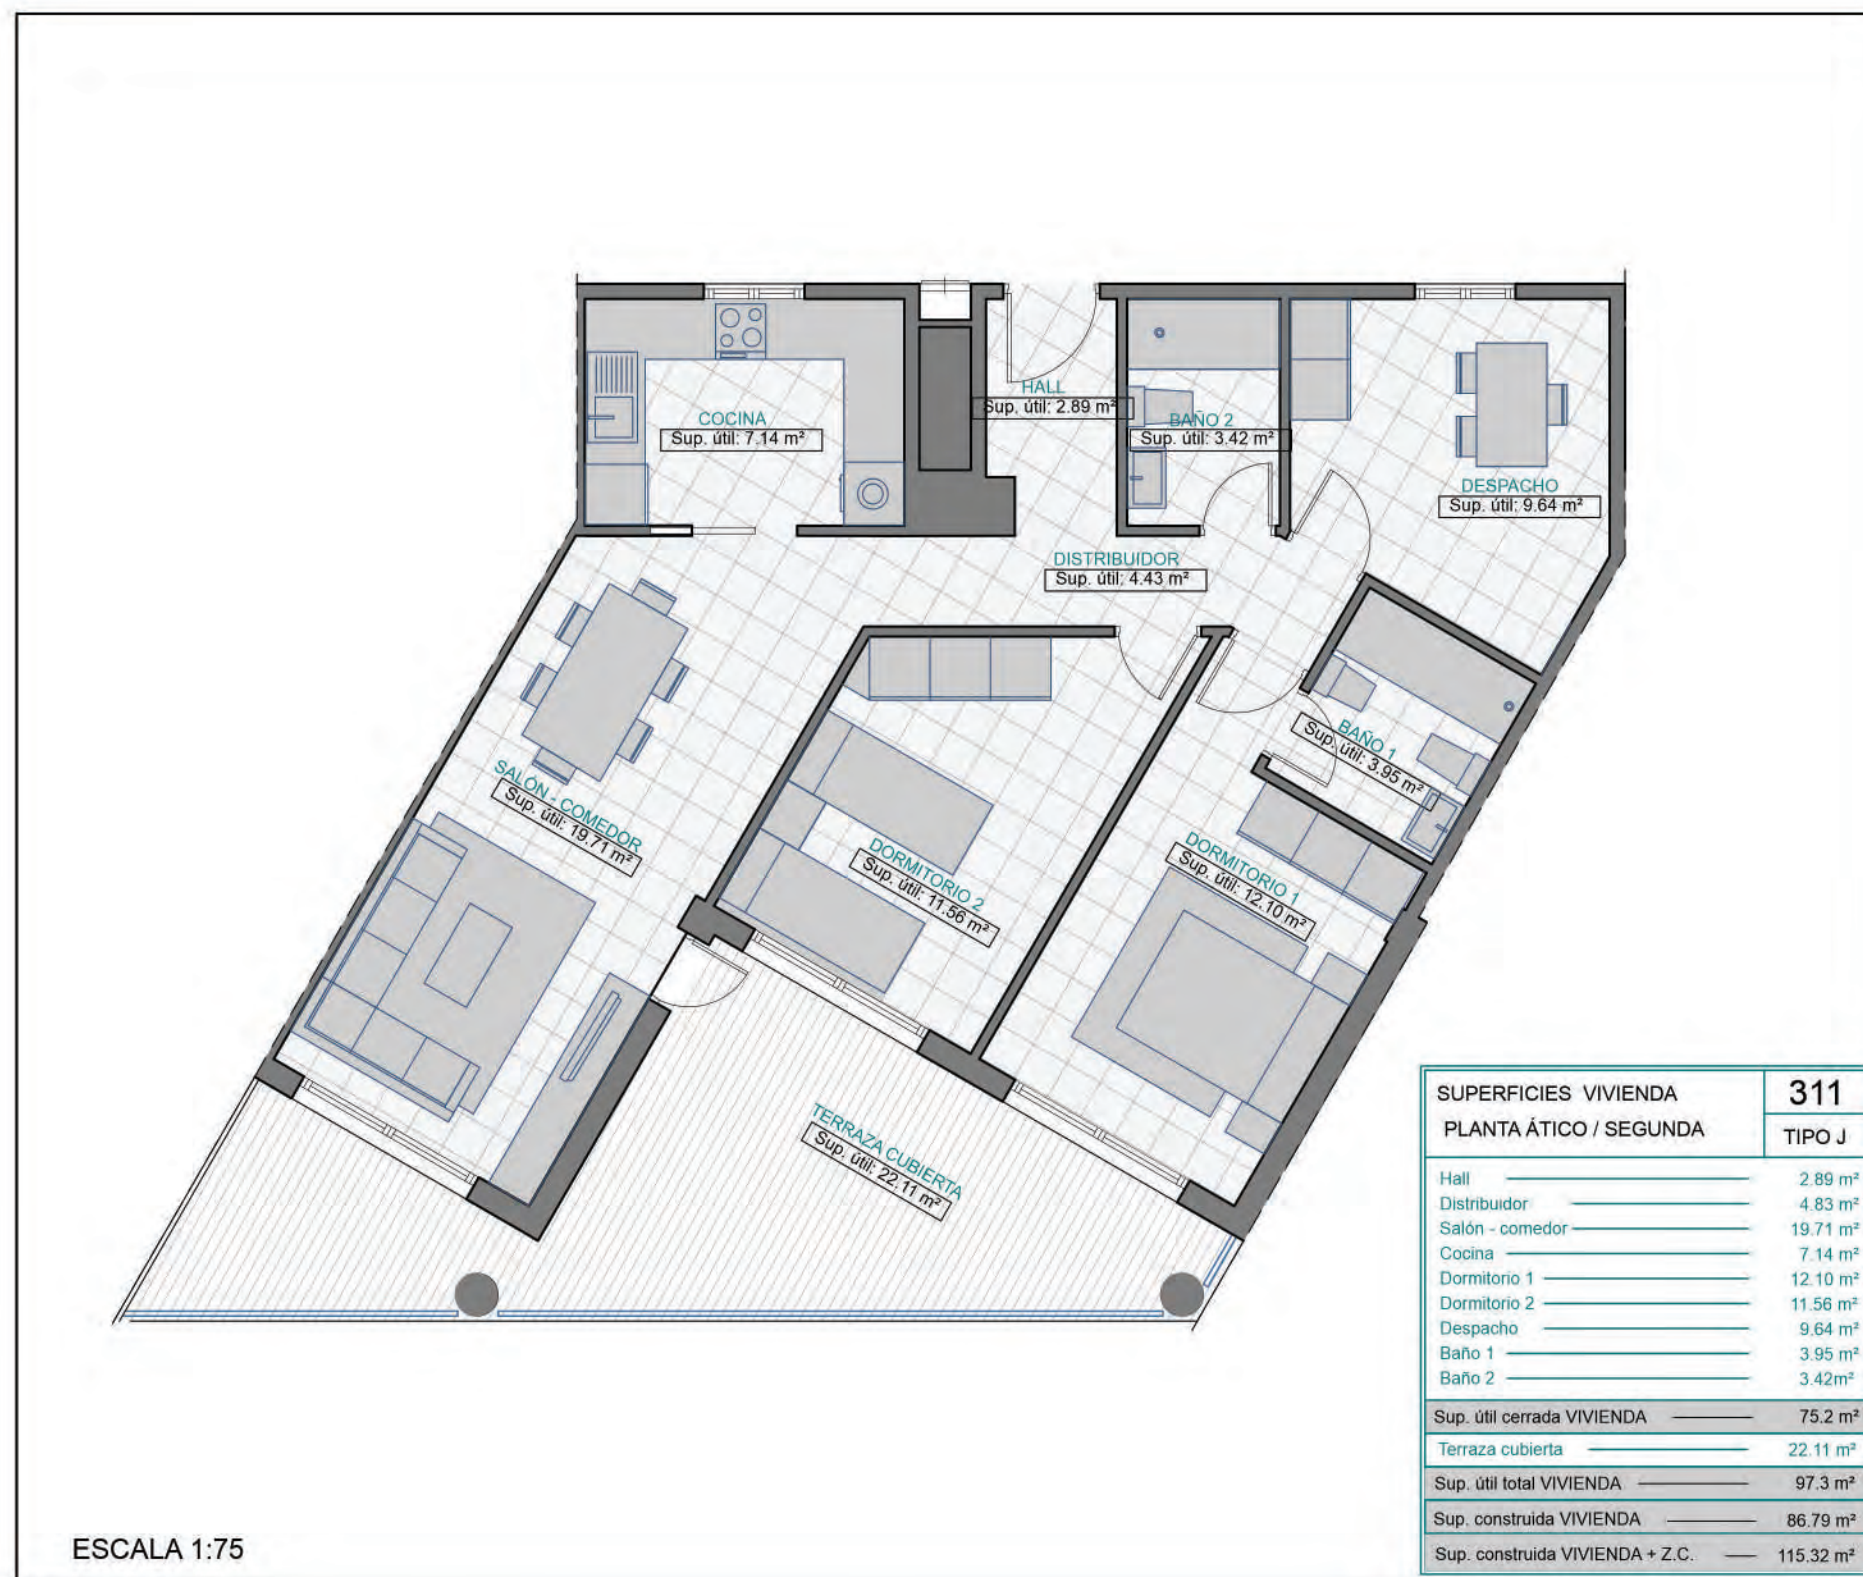 COCINA
Sup. útil: 7.14 m²
HALL
Sup. útil: 2.89 m²
BAÑO 2
Sup. útil: 3.42 m²
DESPACHO
Sup. útil: 9.64 m²
DISTRIBUIDOR
Sup. útil: 4.43 m²
BAÑO 1
Sup. útil: 3.95 m²
SALÓN - COMEDOR
Sup. útil: 19.71 m²
DORMITORIO 2
Sup. útil: 11.56 m²
DORMITORIO 1
Sup. útil: 12.10 m²
TERRAZA CUBIERTA
Sup. útil: 22.11 m²
SUPERFICIES VIVIENDA 311
PLANTA ÁTICO / SEGUNDA TIPO J
Hall 2.89 m²
Distribuidor 4.83 m²
Salón - comedor 19.71 m²
Cocina 7.14 m²
Dormitorio 1 12.10 m²
Dormitorio 2 11.56 m²
Despacho 9.64 m²
Baño 1 3.95 m²
Baño 2 3.42m²
Sup. útil cerrada VIVIENDA 75.2 m²
Terraza cubierta 22.11 m²
Sup. útil total VIVIENDA 97.3 m²
Sup. construida VIVIENDA 86.79 m²
Sup. construida VIVIENDA + Z.C. 115.32 m²
ESCALA 1:75